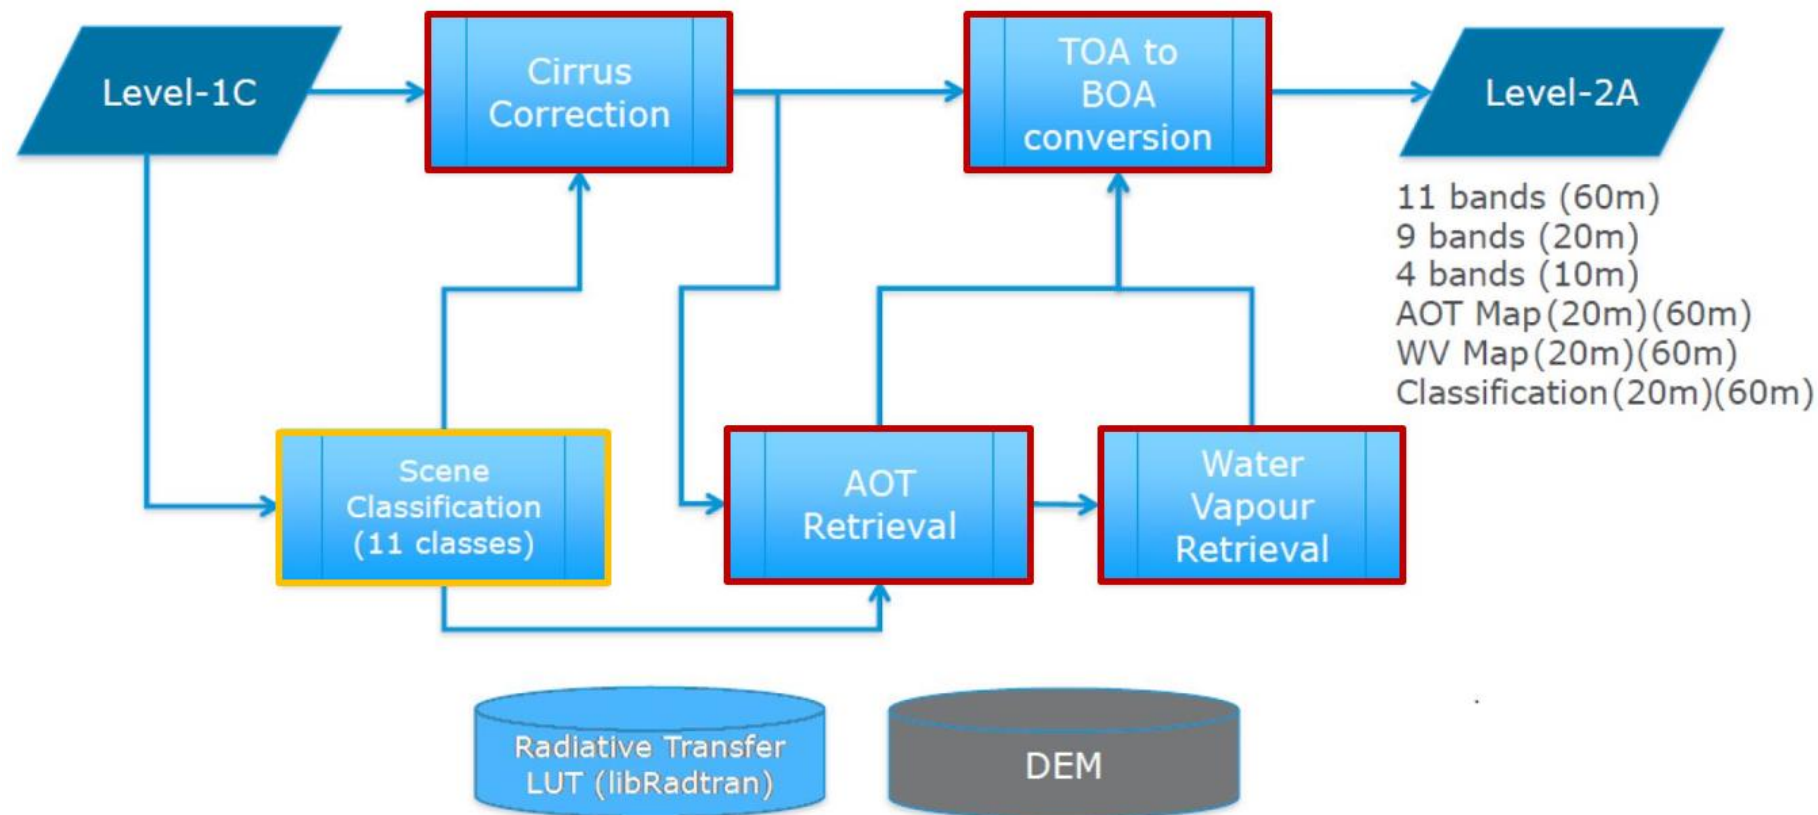 Level-1C
Cirrus
Correction
TOA to
BOA
conversion
Level-2A
11 bands (60m)
9 bands (20m)
4 bands (10m)
AOT Map(20m)(60m)
WV Map(20m)(60m)
Classification(20m)(60m)
Scene
Classification
(11 classes)
AOT
Retrieval
Water
Vapour
Retrieval
Radiative Transfer
LUT (libRadtran)
DEM